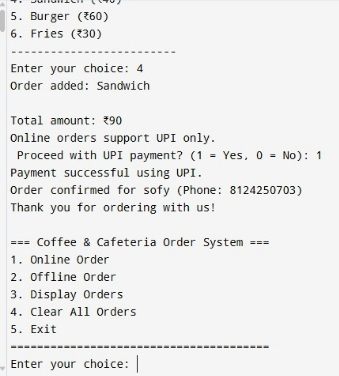 4. Sandwich (₹40)
5. Burger (₹60)
6. Fries (₹30)
------------------------
Enter your choice: 4
Order added: Sandwich
Total amount: ₹90
Online orders support UPI only.
Proceed with UPI payment? (1 = Yes, 0 = No): 1
Payment successful using UPI.
Order confirmed for sofy (Phone: 8124250703)
Thank you for ordering with us!
=== Coffee & Cafeteria Order System ===
1. Online Order
2. Offline Order
3. Display Orders
4. Clear All Orders
5. Exit
=======================================
Enter your choice: